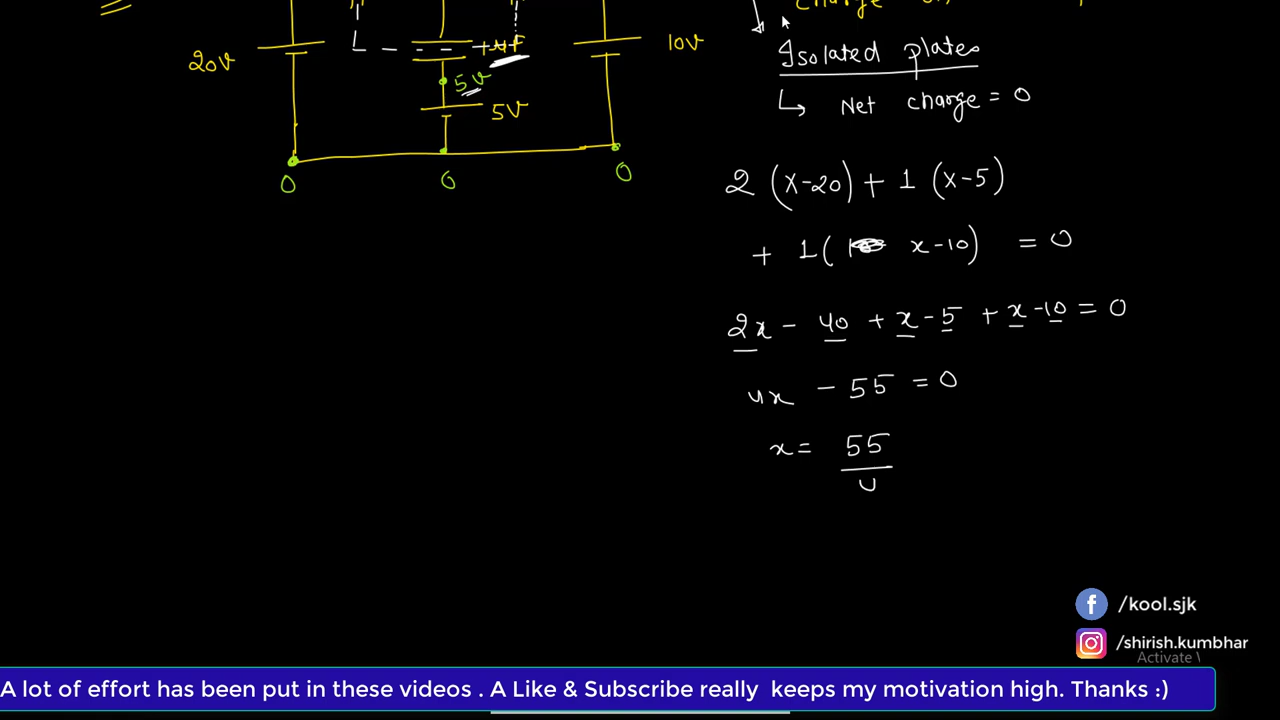 20V
10V
5V
5V
0
0
0
Isolated plates
↳ Net charge = 0
2 (x-20) + 1 (x-5)
+ 1( x-10) = 0
2x - 40 + x - 5 + x - 10 = 0
4x - 55 = 0
x = 55
4
/kool.sjk
/shirish.kumbhar
Activate \
A lot of effort has been put in these videos . A Like & Subscribe really keeps my motivation high. Thanks :)